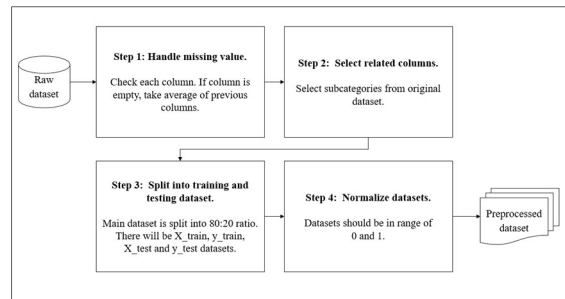 Raw
dataset
Step 1: Handle missing value.
Check each column. If column is
empty, take average of previous
columns.
Step 2: Select related columns.
Select subcategories from original
dataset.
Step 3: Split into training and
testing dataset.
Main dataset is split into 80:20 ratio.
There will be X_train, y_train,
X_test and y_test datasets.
Step 4: Normalize datasets.
Datasets should be in range of
0 and 1.
Preprocessed
dataset